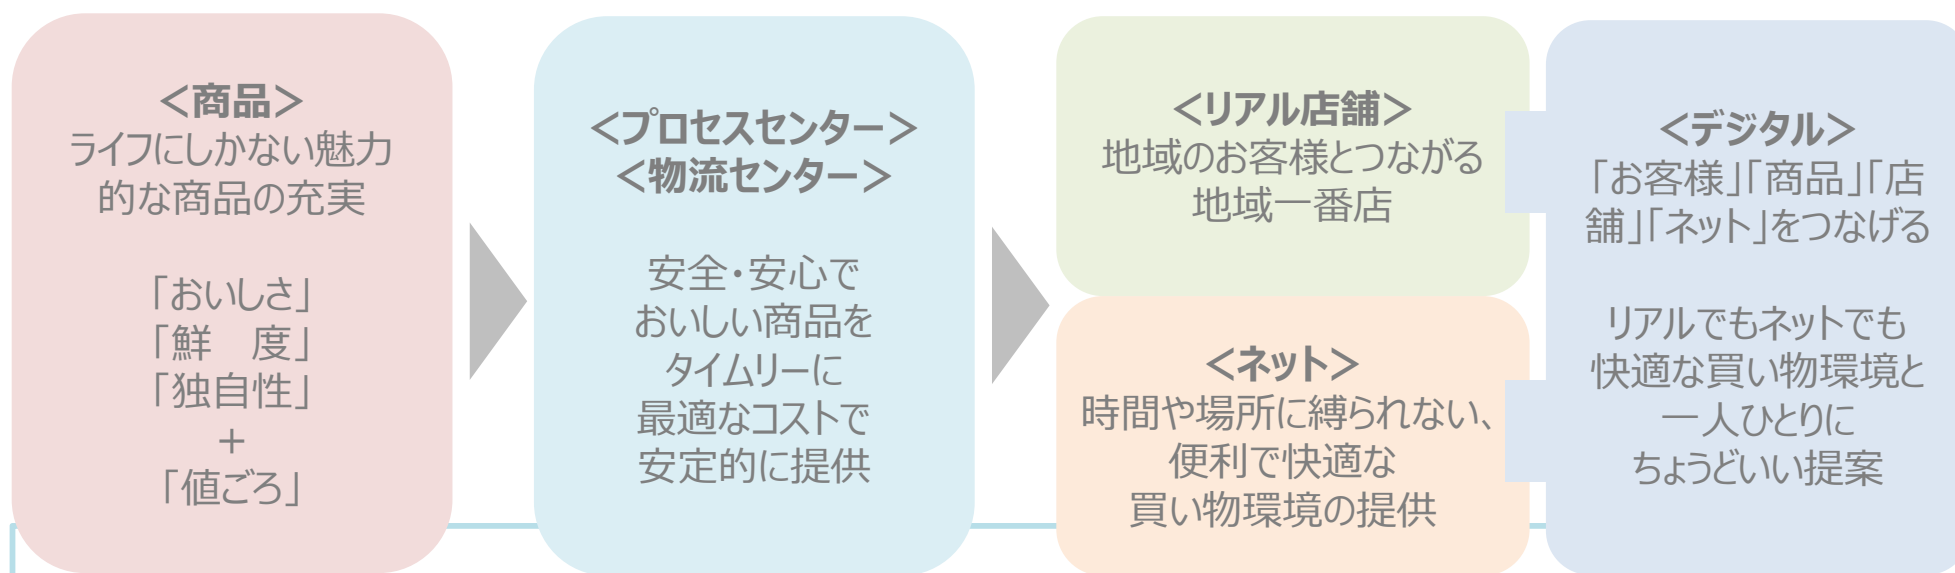 <商品>
ライフにしかない魅力
的な商品の充実
「おいしさ」
「鮮　度」
「独自性」
＋
「値ごろ」
<プロセスセンター>
<物流センター>
安全・安心で
おいしい商品を
タイムリーに
最適なコストで
安定的に提供
<リアル店舗>
地域のお客様とつながる
地域一番店
<ネット>
時間や場所に縛られない、
便利で快適な
買い物環境の提供
<デジタル>
「お客様」「商品」「店
舗」「ネット」をつなげる
リアルでもネットでも
快適な買い物環境と
一人ひとりに
ちょうどいい提案